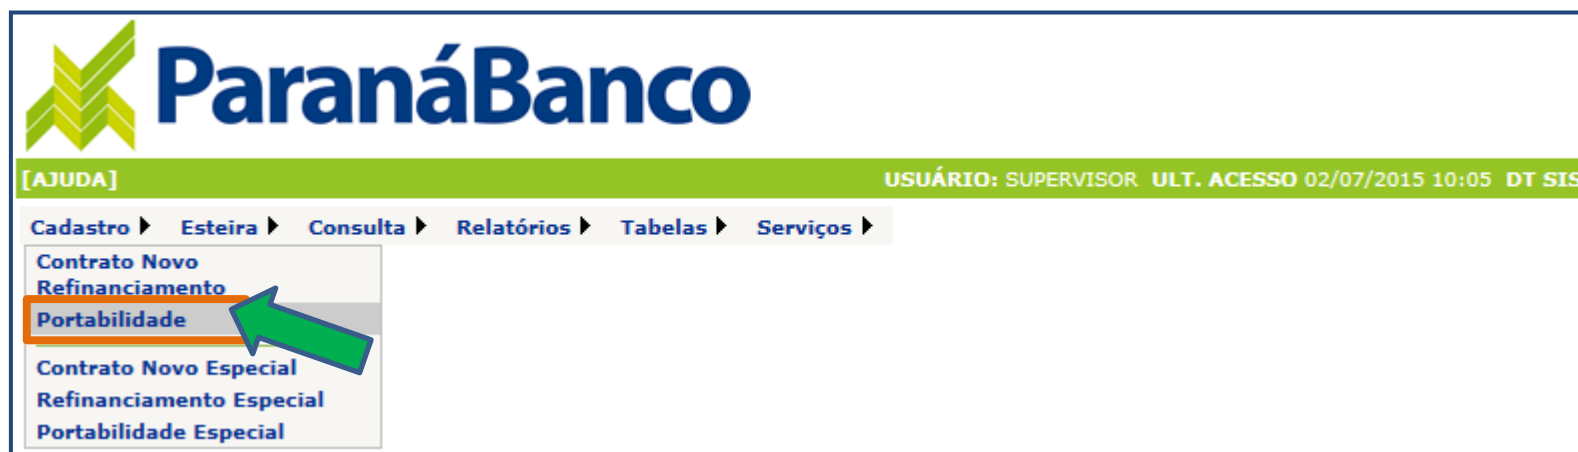 ParanáBanco
[AJUDA] USUÁRIO: SUPERVISOR ULT. ACESSO 02/07/2015 10:05 DT SIS
Cadastro Esteira Consulta Relatórios Tabelas Serviços
Contrato Novo
Refinanciamento
Portabilidade
Contrato Novo Especial
Refinanciamento Especial
Portabilidade Especial